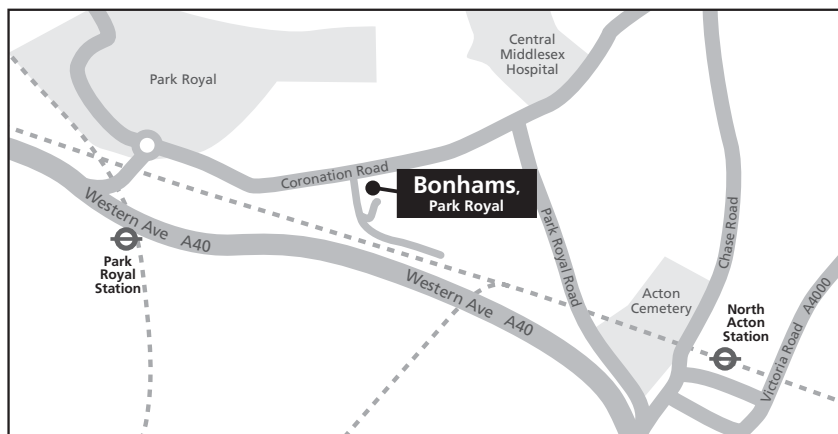 Central
Middlesex
Hospital
Park Royal
Coronation Road
Bonhams,
Park Royal
Western Ave A40
Park
Royal
Station
Park Royal Road
Chase Road
Western Ave A40
Acton
Cemetery
North
Acton
Station
Victoria Road A4000